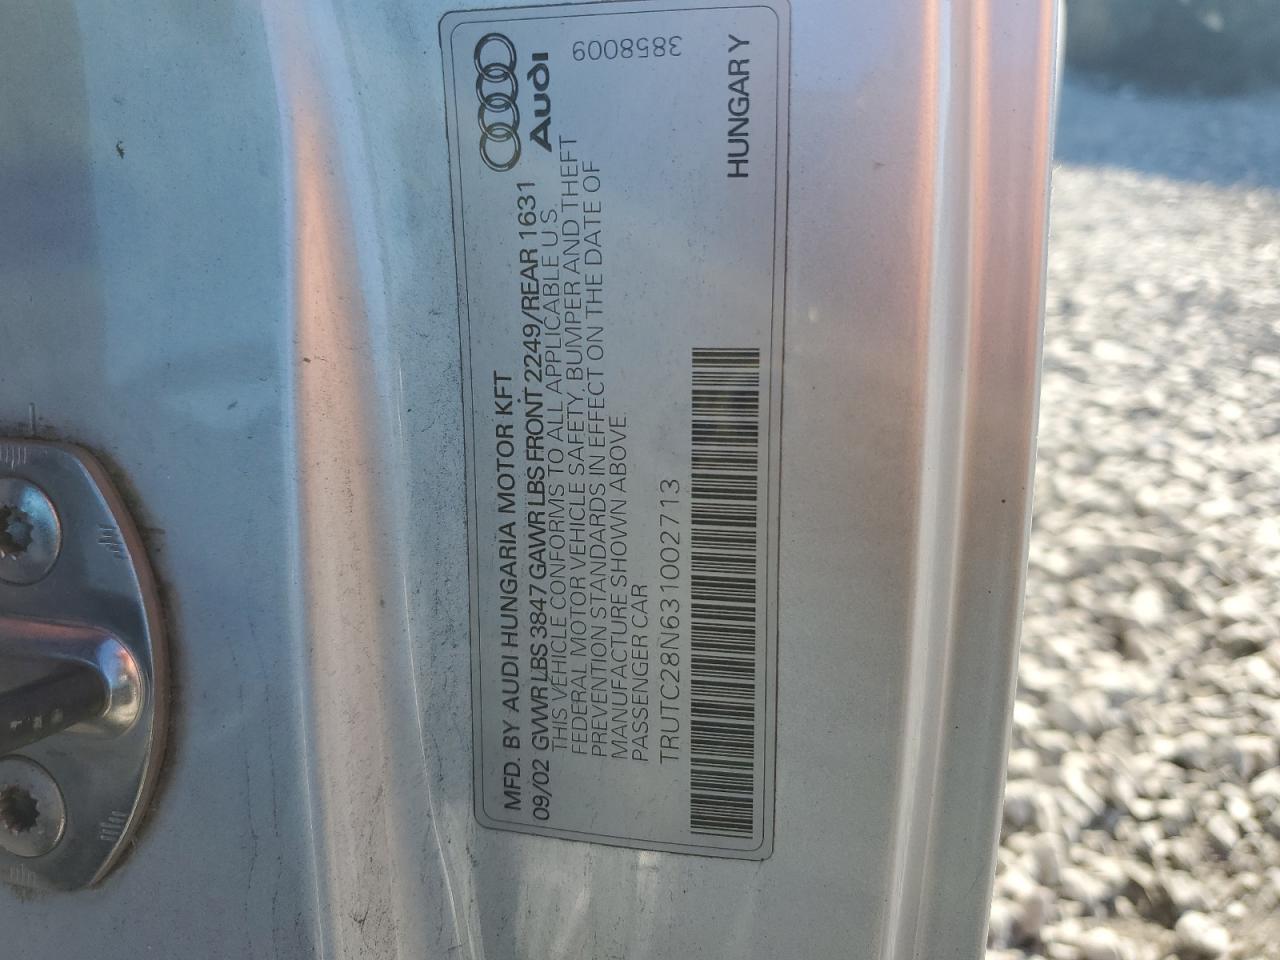 Audi
3858009
MFD. BY AUDI HUNGARIA MOTOR KFT
09/02 GVWR LBS 3847 GAWR LBS FRONT 2249/REAR 1631
THIS VEHICLE CONFORMS TO ALL APPLICABLE U S.
FEDERAL MOTOR VEHICLE SAFETY, BUMPER AND THEFT
PREVENTION STANDARDS IN EFFECT ON THE DATE OF
MANUFACTURE SHOWN ABOVE.
PASSENGER CAR
TRUTC28N631002713
HUNGARY